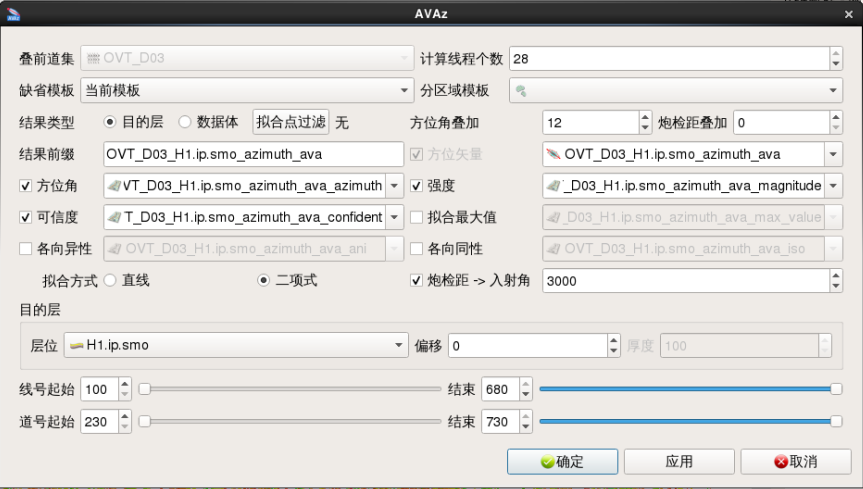 AVAz
叠前道集 OVT_D03 计算线程个数 28
缺省模板 当前模板 分区域模板
结果类型 目的层 数据体 拟合点过滤 无 方位角叠加 12 炮检距叠加 0
结果前缀 OVT_D03_H1.ip.smo_azimuth_ava 方位矢量 OVT_D03_H1.ip.smo_azimuth_ava
方位角 VT_D03_H1.ip.smo_azimuth_ava_azimuth 强度 _D03_H1.ip.smo_azimuth_ava_magnitude
可信度 T_D03_H1.ip.smo_azimuth_ava_confident 拟合最大值 _D03_H1.ip.smo_azimuth_ava_max_value
各向异性 OVT_D03_H1.ip.smo_azimuth_ava_ani 各向同性 OVT_D03_H1.ip.smo_azimuth_ava_iso
拟合方式 直线 二项式 炮检距 -> 入射角 3000
目的层
层位 H1.ip.smo 偏移 0 厚度 100
线号起始 100 结束 680
道号起始 230 结束 730
确定 应用 取消